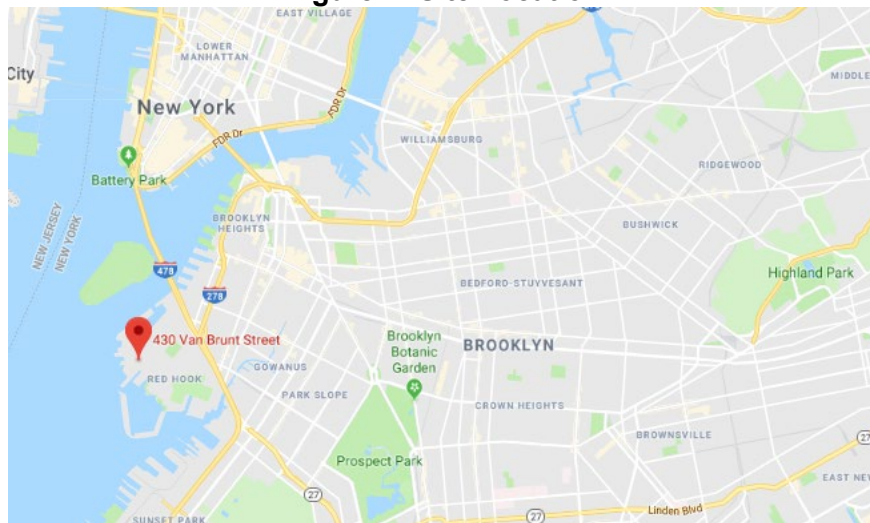 EAST VILLAGE
LOWER
MANHATTAN
City
New York
FDR Dr
FDR Dr
WILLIAMSBURG
MIDDLE
RIDGEWOOD
Battery Park
BROOKLYN
HEIGHTS
BUSHWICK
NEW JERSEY
NEW YORK
478
278
BEDFORD-STUYVESANT
Highland Park
430 Van Brunt Street
Brooklyn
Botanic
Garden
BROOKLYN
GOWANUS
RED HOOK
PARK SLOPE
CROWN HEIGHTS
BROWNSVILLE
27
Prospect Park
EAST NEW
27
27
Linden Blvd
SUNSET PARK